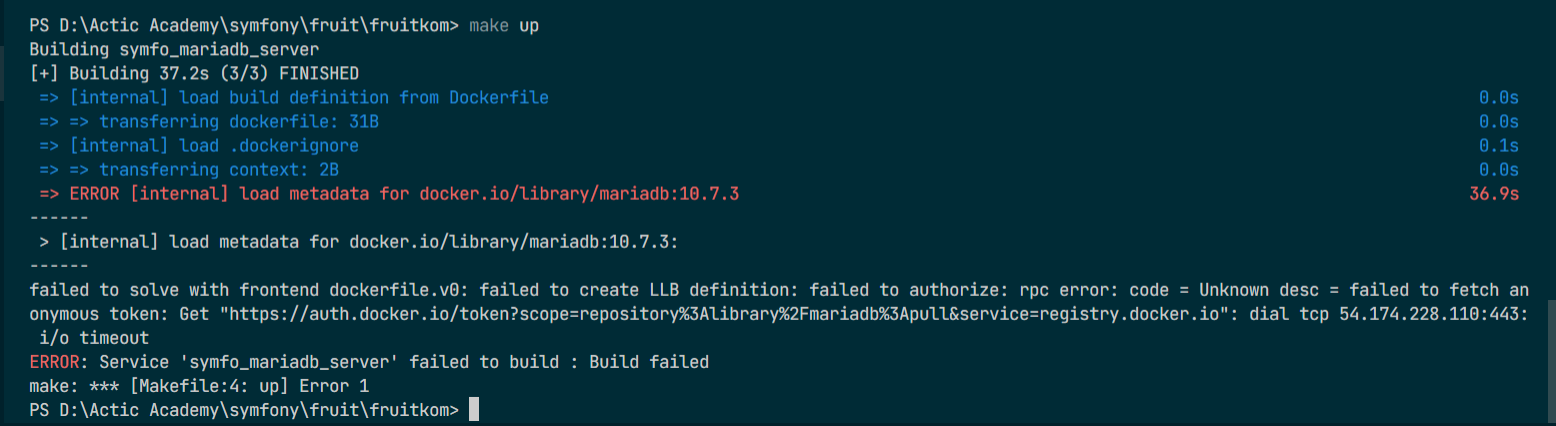 PS D:\Actic Academy\symfony\fruit\fruitkom> make up
Building symfo_mariadb_server
[+] Building 37.2s (3/3) FINISHED
=> [internal] load build definition from Dockerfile 0.0s
=> => transferring dockerfile: 31B 0.0s
=> [internal] load .dockerignore 0.1s
=> => transferring context: 2B 0.0s
=> ERROR [internal] load metadata for docker.io/library/mariadb:10.7.3 36.9s
------
> [internal] load metadata for docker.io/library/mariadb:10.7.3:
------
failed to solve with frontend dockerfile.v0: failed to create LLB definition: failed to authorize: rpc error: code = Unknown desc = failed to fetch an
onymous token: Get "https://auth.docker.io/token?scope=repository%3Alibrary%2Fmariadb%3Apull&service=registry.docker.io": dial tcp 54.174.228.110:443:
i/o timeout
ERROR: Service 'symfo_mariadb_server' failed to build : Build failed
make: *** [Makefile:4: up] Error 1
PS D:\Actic Academy\symfony\fruit\fruitkom>